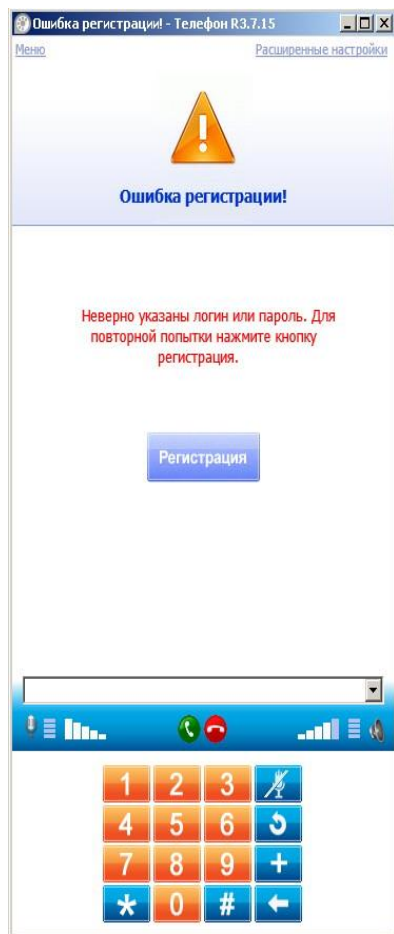 Ошибка регистрации! - Телефон R3.7.15
Меню Расширенные настройки
Ошибка регистрации!
Неверно указаны логин или пароль. Для
повторной попытки нажмите кнопку
регистрация.
Регистрация
1 2 3
4 5 6
7 8 9 +
* 0 #